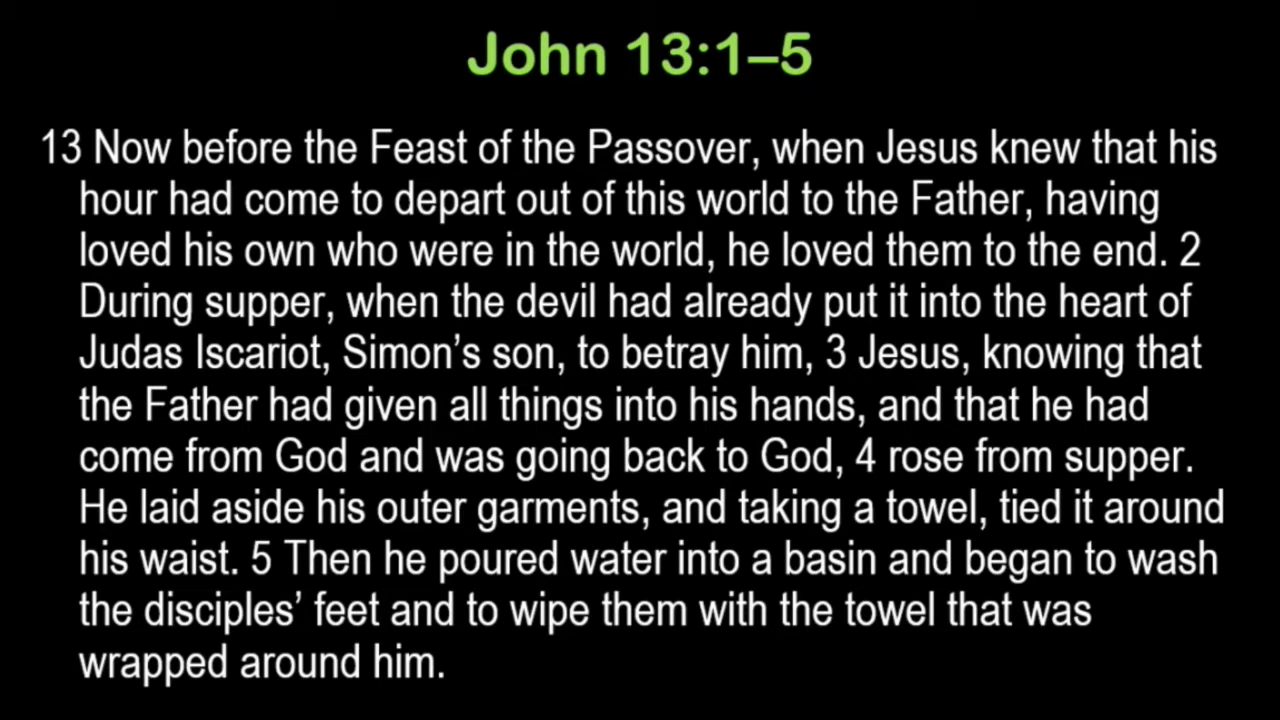 John 13:1–5
13 Now before the Feast of the Passover, when Jesus knew that his
hour had come to depart out of this world to the Father, having
loved his own who were in the world, he loved them to the end. 2
During supper, when the devil had already put it into the heart of
Judas Iscariot, Simon’s son, to betray him, 3 Jesus, knowing that
the Father had given all things into his hands, and that he had
come from God and was going back to God, 4 rose from supper.
He laid aside his outer garments, and taking a towel, tied it around
his waist. 5 Then he poured water into a basin and began to wash
the disciples’ feet and to wipe them with the towel that was
wrapped around him.